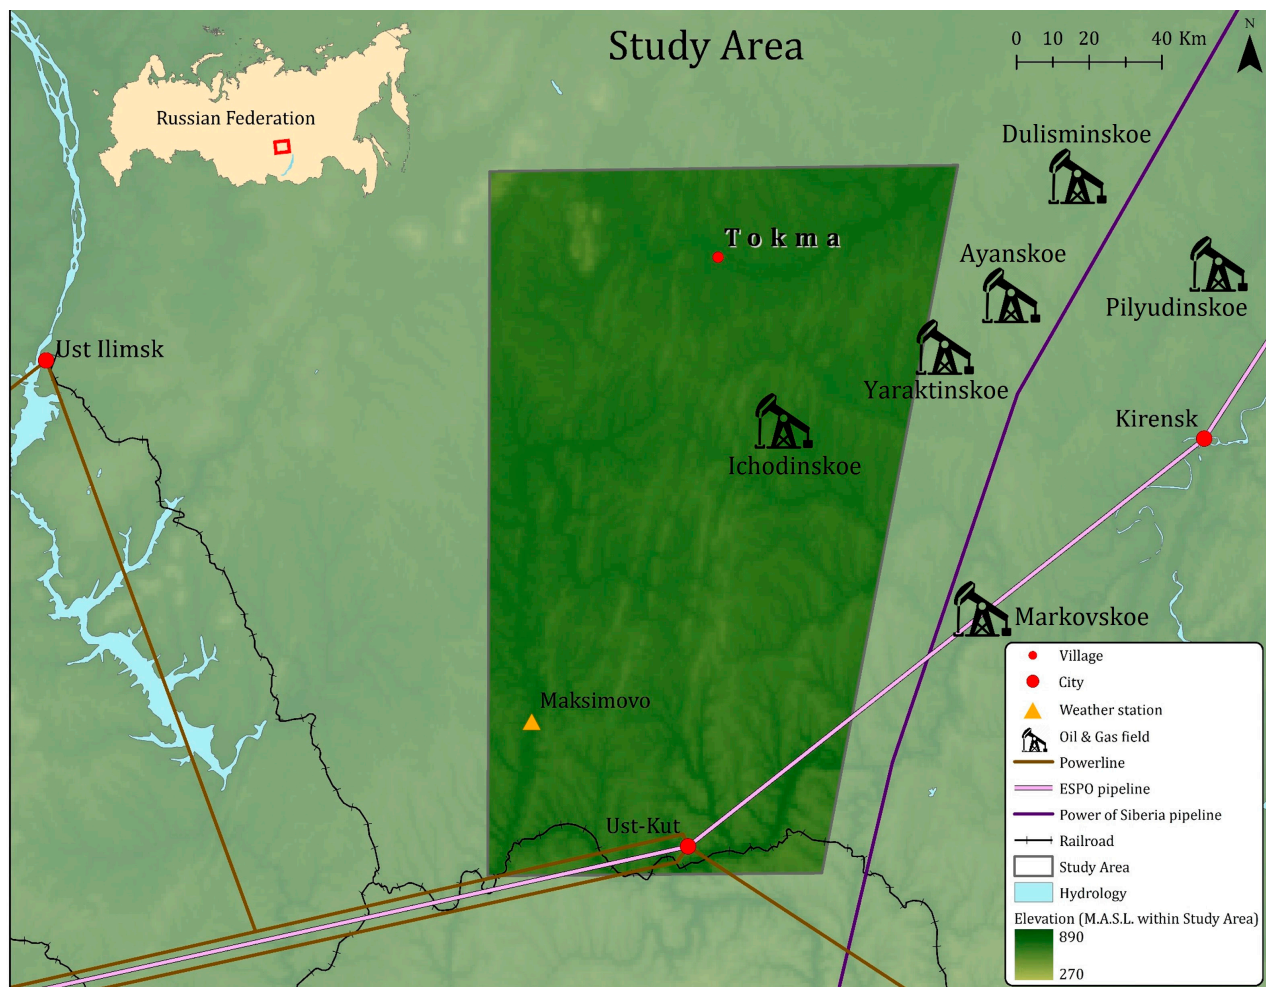 Study Area
0 10 20 40 Km
N
Russian Federation
Dulisminskoe
Tokma
Ayanskoe
Pilyudinskoe
Ust Ilimsk
Yaraktinskoe
Kirensk
Ichodinskoe
Markovskoe
Maksimovo
Ust-Kut
Village
City
Weather station
Oil & Gas field
Powerline
ESPO pipeline
Power of Siberia pipeline
Railroad
Study Area
Hydrology
Elevation (M.A.S.L. within Study Area)
890
270